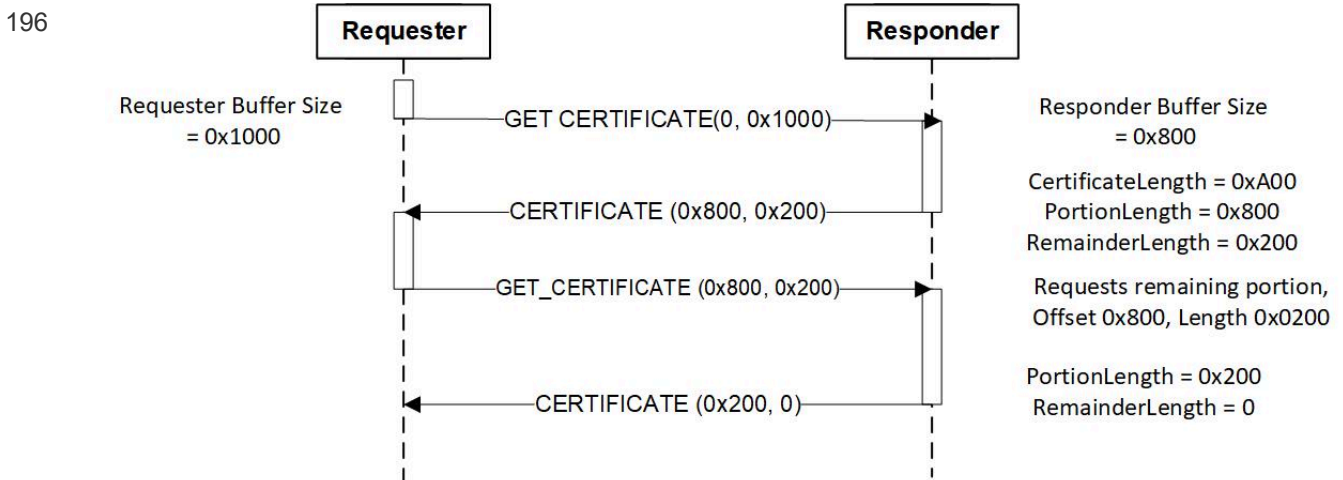 196
Requester
Responder
Requester Buffer Size
= 0x1000
GET CERTIFICATE(0, 0x1000)
Responder Buffer Size
= 0x800
CertificateLength = 0xA00
CERTIFICATE (0x800, 0x200)
PortionLength = 0x800
RemainderLength = 0x200
GET_CERTIFICATE (0x800, 0x200)
Requests remaining portion,
Offset 0x800, Length 0x0200
PortionLength = 0x200
CERTIFICATE (0x200, 0)
RemainderLength = 0